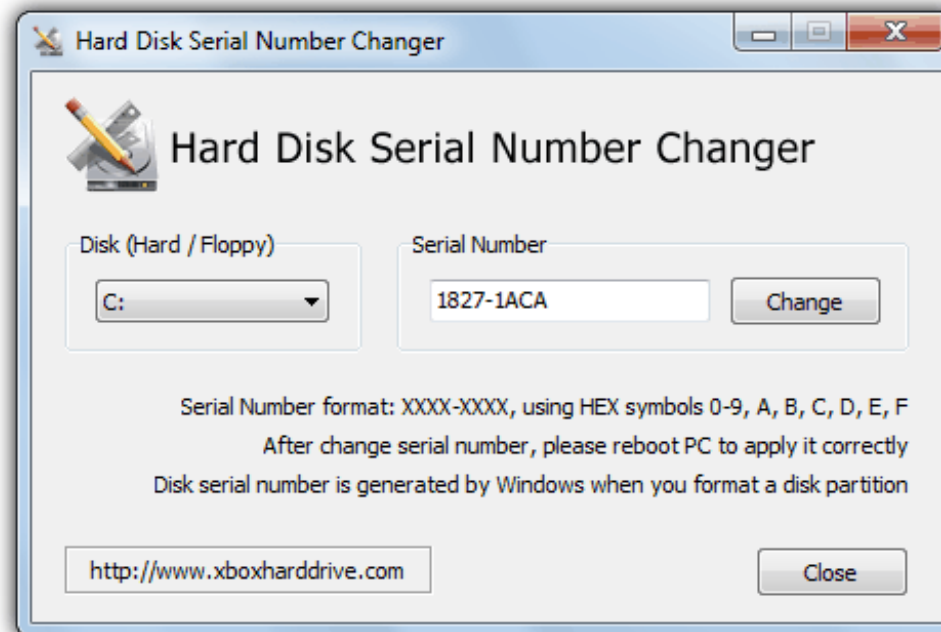 Hard Disk Serial Number Changer
Hard Disk Serial Number Changer
Disk (Hard / Floppy)
Serial Number
C:
1827-1ACA
Change
Serial Number format: XXXX-XXXX, using HEX symbols 0-9, A, B, C, D, E, F
After change serial number, please reboot PC to apply it correctly
Disk serial number is generated by Windows when you format a disk partition
http://www.xboxharddrive.com
Close